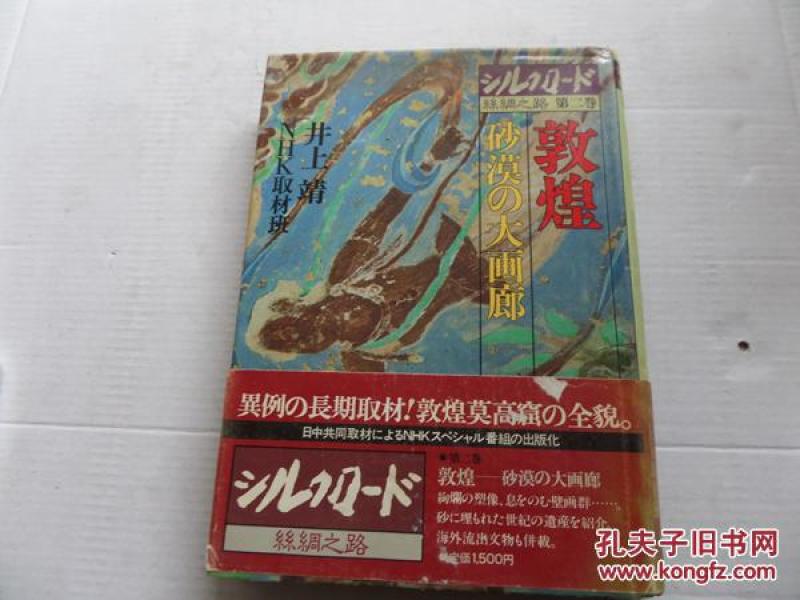 シルクロード
絲綢之路 第二巻
敦煌
砂漠の大画廊
井上 靖
NHK取材班
異例の長期取材!敦煌莫高窟の全貌。
日中共同取材によるNHKスペシャル番組の出版化
シルクロード
絲綢之路
●第二巻
敦煌──砂漠の大画廊
絢爛の塑像、息をのむ壁画群……
砂に埋もれた世紀の遺産を紹介。
海外流出文物も併載。
定価1,500円
孔夫子旧书网
www.kongfz.com